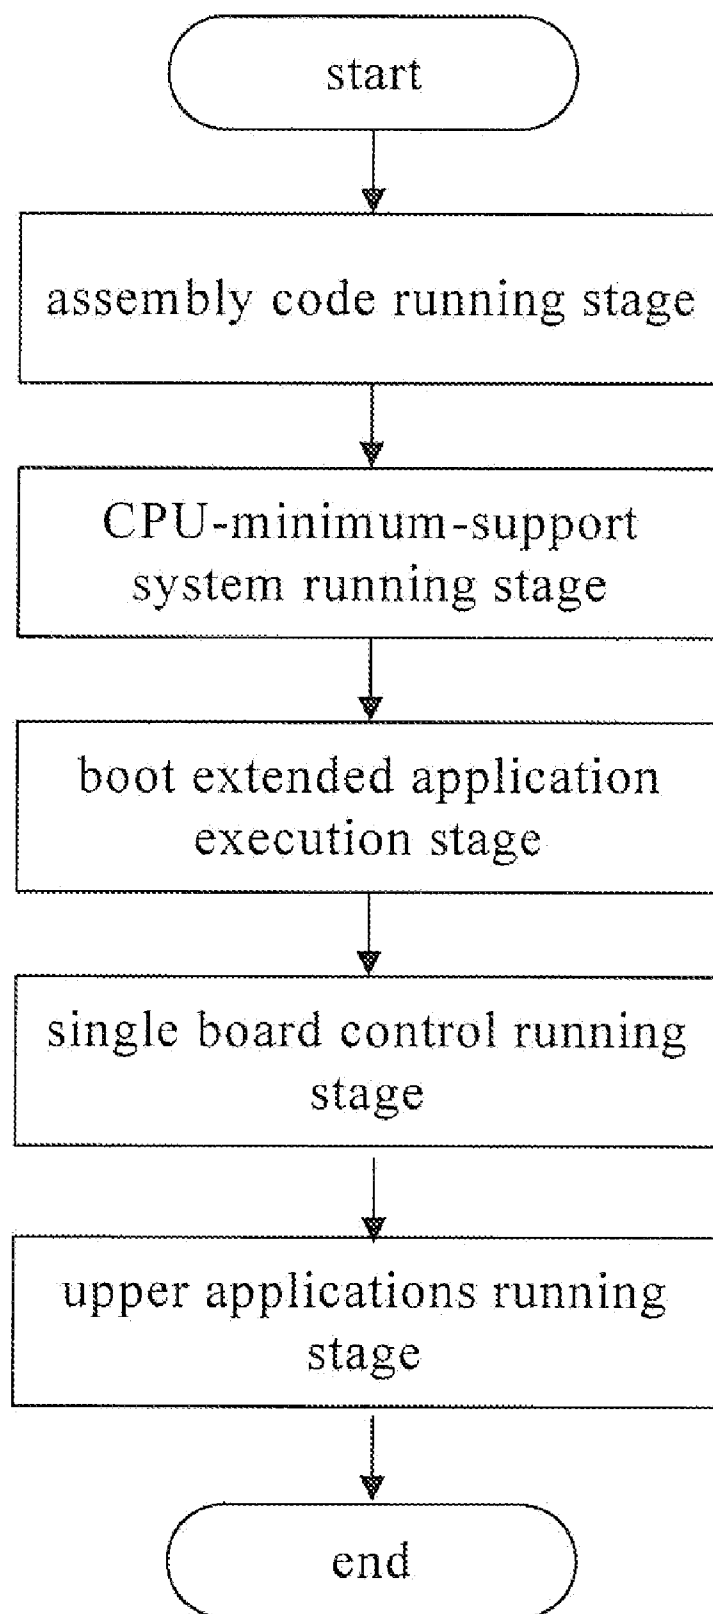 start
assembly code running stage
CPU-minimum-support
system running stage
boot extended application
execution stage
single board control running
stage
upper applications running
stage
end